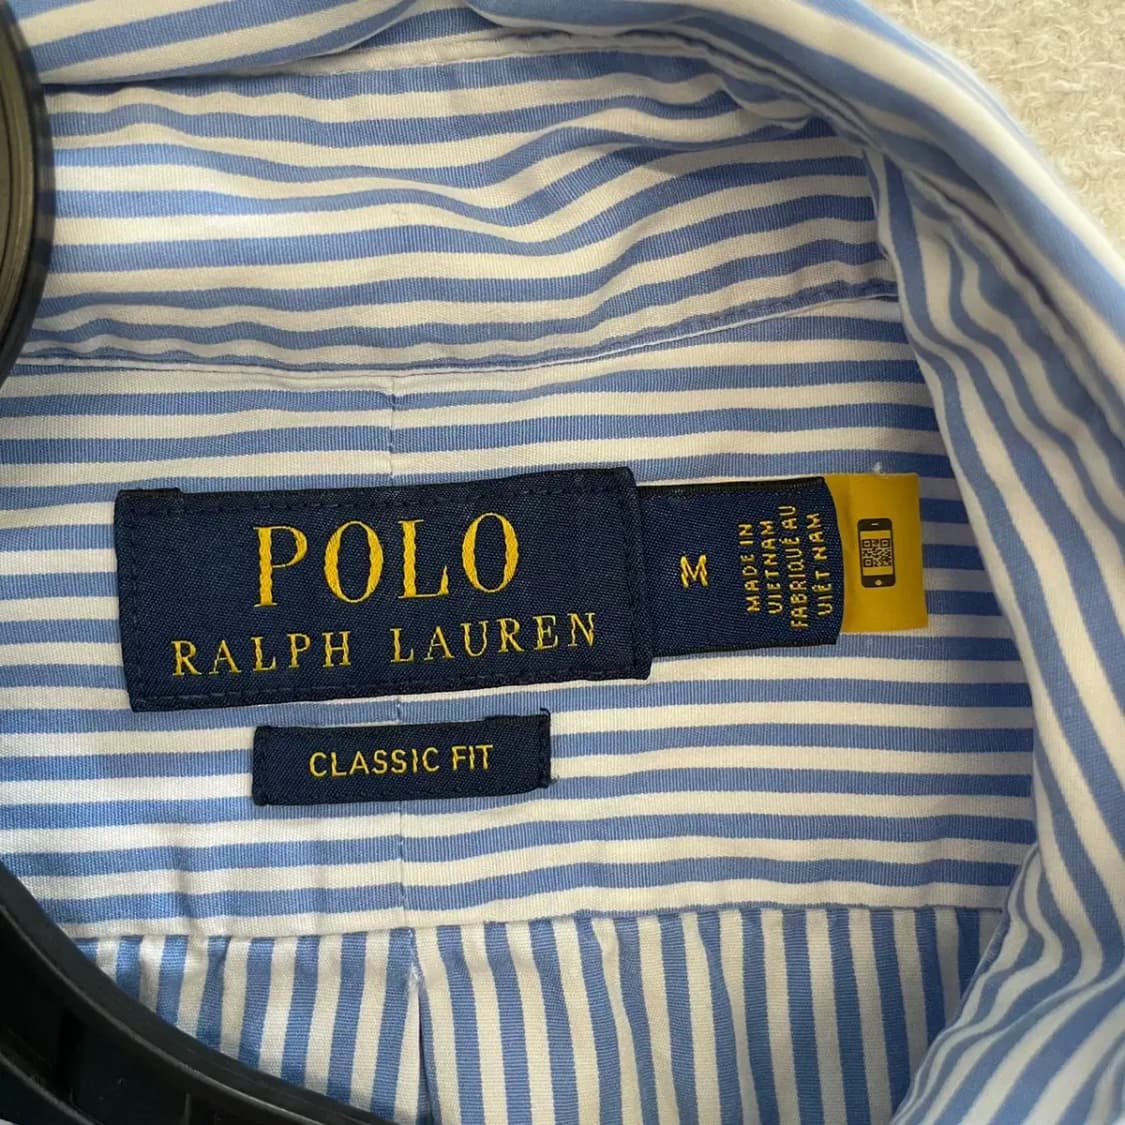 POLO
RALPH LAUREN
M
MADE IN
VIETNAM
FABRIQUÉ AU
VIÊT NAM
CLASSIC FIT